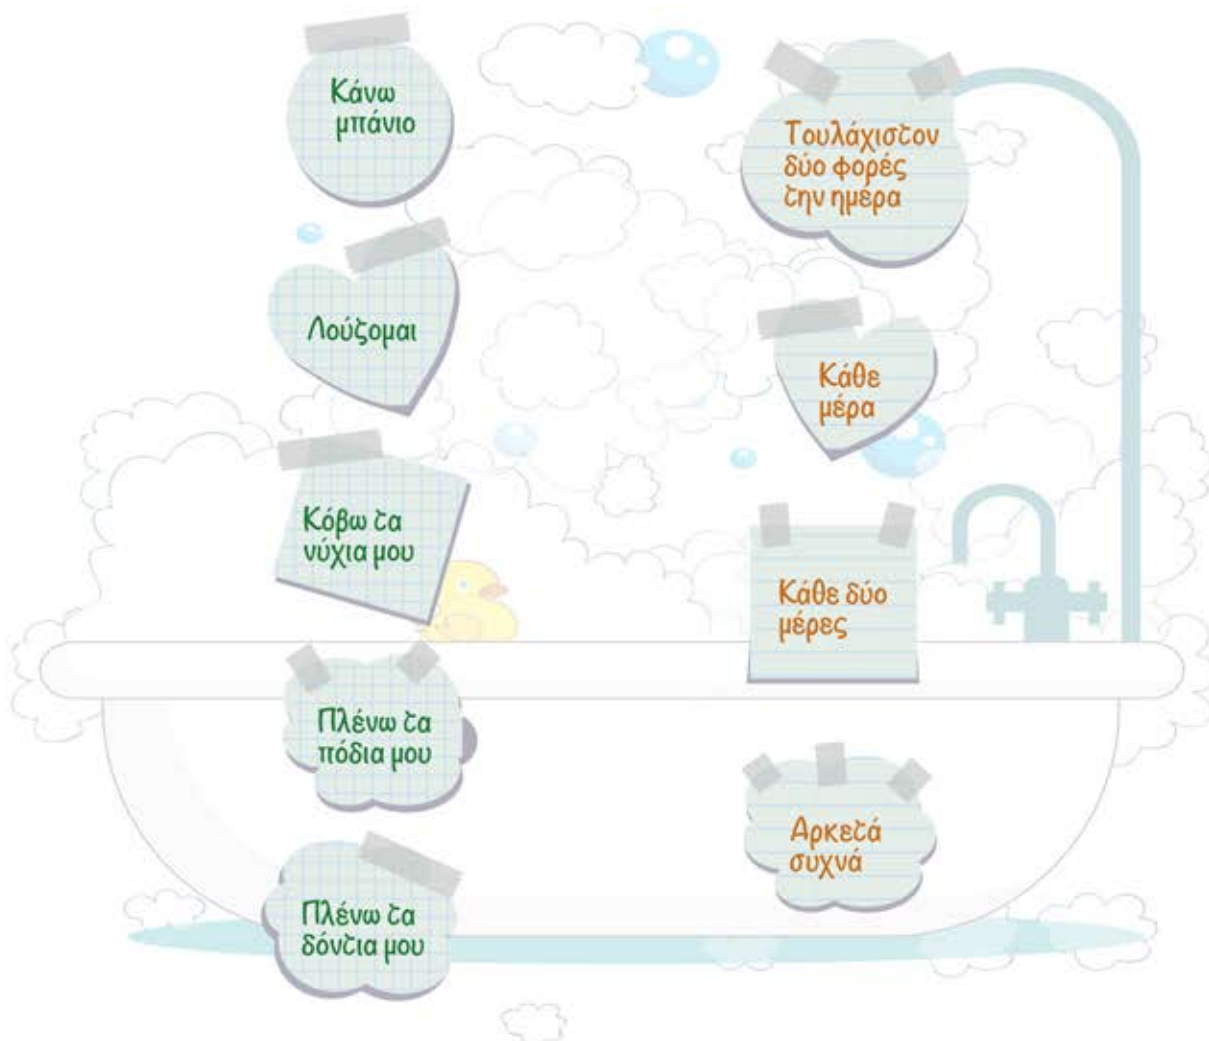 Κάνω
μπάνιο
Λούζομαι
Κόβω τα
νύχια μου
Πλένω τα
πόδια μου
Πλένω τα
δόντια μου
Τουλάχιστον
δύο φορές
την ημέρα
Κάθε
μέρα
Κάθε δύο
μέρες
Αρκετά
συχνά